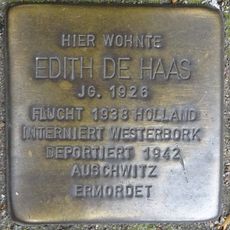 HIER WOHNTE
EDITH DE HAAS
JG. 1926
FLUCHT 1938 HOLLAND
INTERNIERT WESTERBORK
DEPORTIERT 1942
AUSCHWITZ
ERMORDET